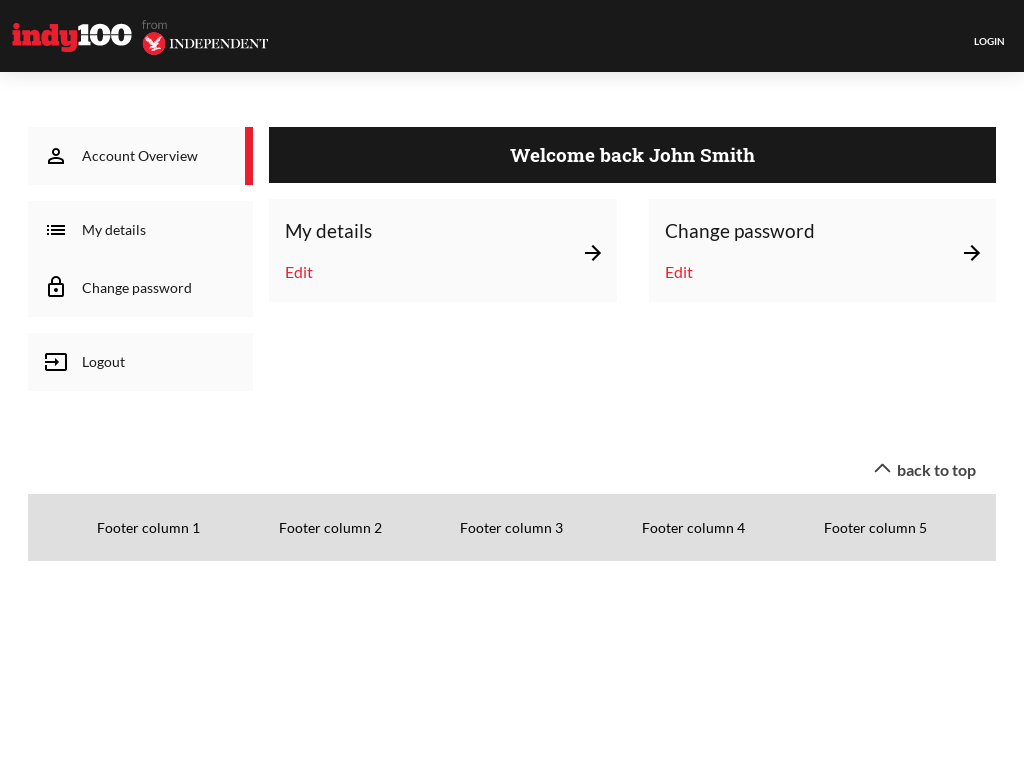 indy100 from
INDEPENDENT
LOGIN
Account Overview
My details
Change password
Logout
Welcome back John Smith
My details
Edit
Change password
Edit
back to top
Footer column 1 Footer column 2 Footer column 3 Footer column 4 Footer column 5